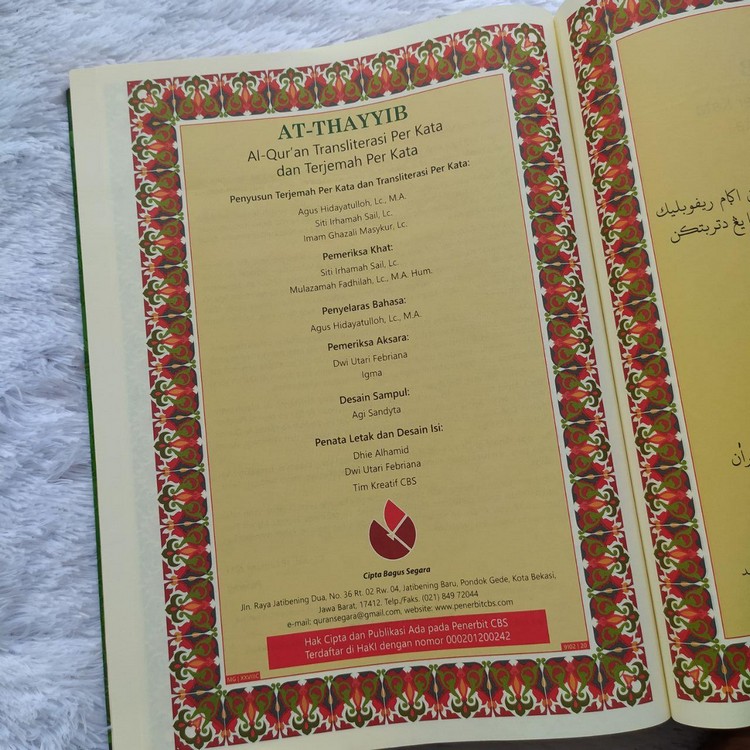 AT-THAYYIB
Al-Qur'an Transliterasi Per Kata
dan Terjemah Per Kata
Penyusun Terjemah Per Kata dan Transliterasi Per Kata:
Agus Hidayatulloh, Lc., M.A.
Siti Irhamah Sail, Lc.
Imam Ghazali Masykur, Lc.
Pemeriksa Khat:
Siti Irhamah Sail, Lc.
Mulazamah Fadhilah, Lc., M.A. Hum.
Penyelaras Bahasa:
Agus Hidayatulloh, Lc., M.A.
Pemeriksa Aksara:
Dwi Utari Febriana
Igma
Desain Sampul:
Agi Sandyta
Penata Letak dan Desain Isi:
Dhie Alhamid
Dwi Utari Febriana
Tim Kreatif CBS
Cipta Bagus Segara
Jln. Raya Jatibening Dua, No. 36 Rt. 02 Rw. 04, Jatibening Baru, Pondok Gede, Kota Bekasi,
Jawa Barat, 17412. Telp./Faks. (021) 849 72044
e-mail: quransegara@gmail.com, website: www.penerbitcbs.com
Hak Cipta dan Publikasi Ada pada Penerbit CBS
Terdaftar di HaKI dengan nomor 000201200242
اڬام ريفوبليك
يڠ دتربتكن